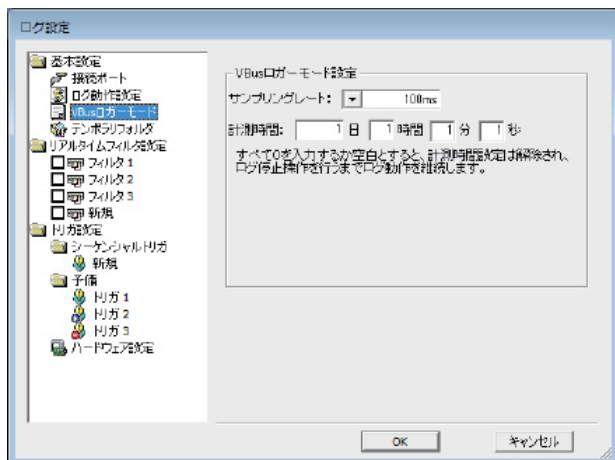 ログ設定
基本設定
接続ポート
ログ動作設定
VBusロガーモード
テンポラリフォルダ
リアルタイムフィルタ設定
フィルタ 1
フィルタ 2
フィルタ 3
新規
トリガ設定
シーケンシャルトリガ
新規
予備
トリガ 1
トリガ 2
トリガ 3
ハードウェア設定
VBusロガーモード設定
サンプリングレート: 100ms
計測時間: 1 日 1 時間 1 分 1 秒
すべて0を入力するか空白とすると、計測時間設定は解除され、
ログ停止操作を行うまでログ動作を継続します。
OK キャンセル